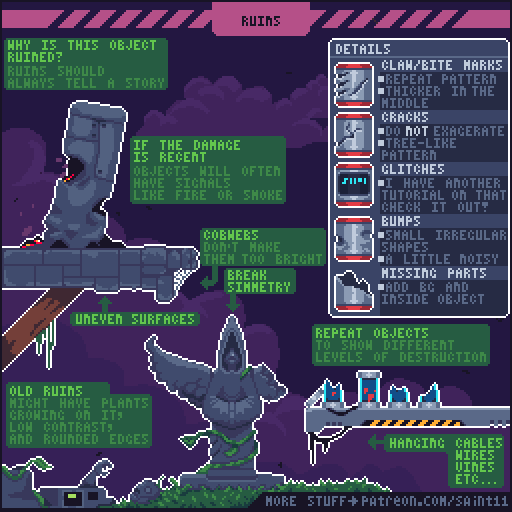 RUINS
WHY IS THIS OBJECT
RUINED?
RUINS SHOULD
ALWAYS TELL A STORY
IF THE DAMAGE
IS RECENT
OBJECTS WILL OFTEN
HAVE SIGNALS
LIKE FIRE OR SMOKE
COBWEBS
DON'T MAKE
THEM TOO BRIGHT
BREAK
SIMMETRY
UNEVEN SURFACES
DETAILS
CLAW/BITE MARKS
REPEAT PATTERN
THICKER IN THE
MIDDLE
CRACKS
DO NOT EXAGERATE
TREE-LIKE
PATTERN
GLITCHES
I HAVE ANOTHER
TUTORIAL ON THAT
CHECK IT OUT!
BUMPS
SMALL IRREGULAR
SHAPES
A LITTLE NOISY
MISSING PARTS
ADD BG AND
INSIDE OBJECT
REPEAT OBJECTS
TO SHOW DIFFERENT
LEVELS OF DESTRUCTION
OLD RUINS
MIGHT HAVE PLANTS
GROWING ON IT,
LOW CONTRAST,
AND ROUNDED EDGES
HANGING CABLES
WIRES
VINES
ETC...
MORE STUFF→PATREON.COM/SAINT11